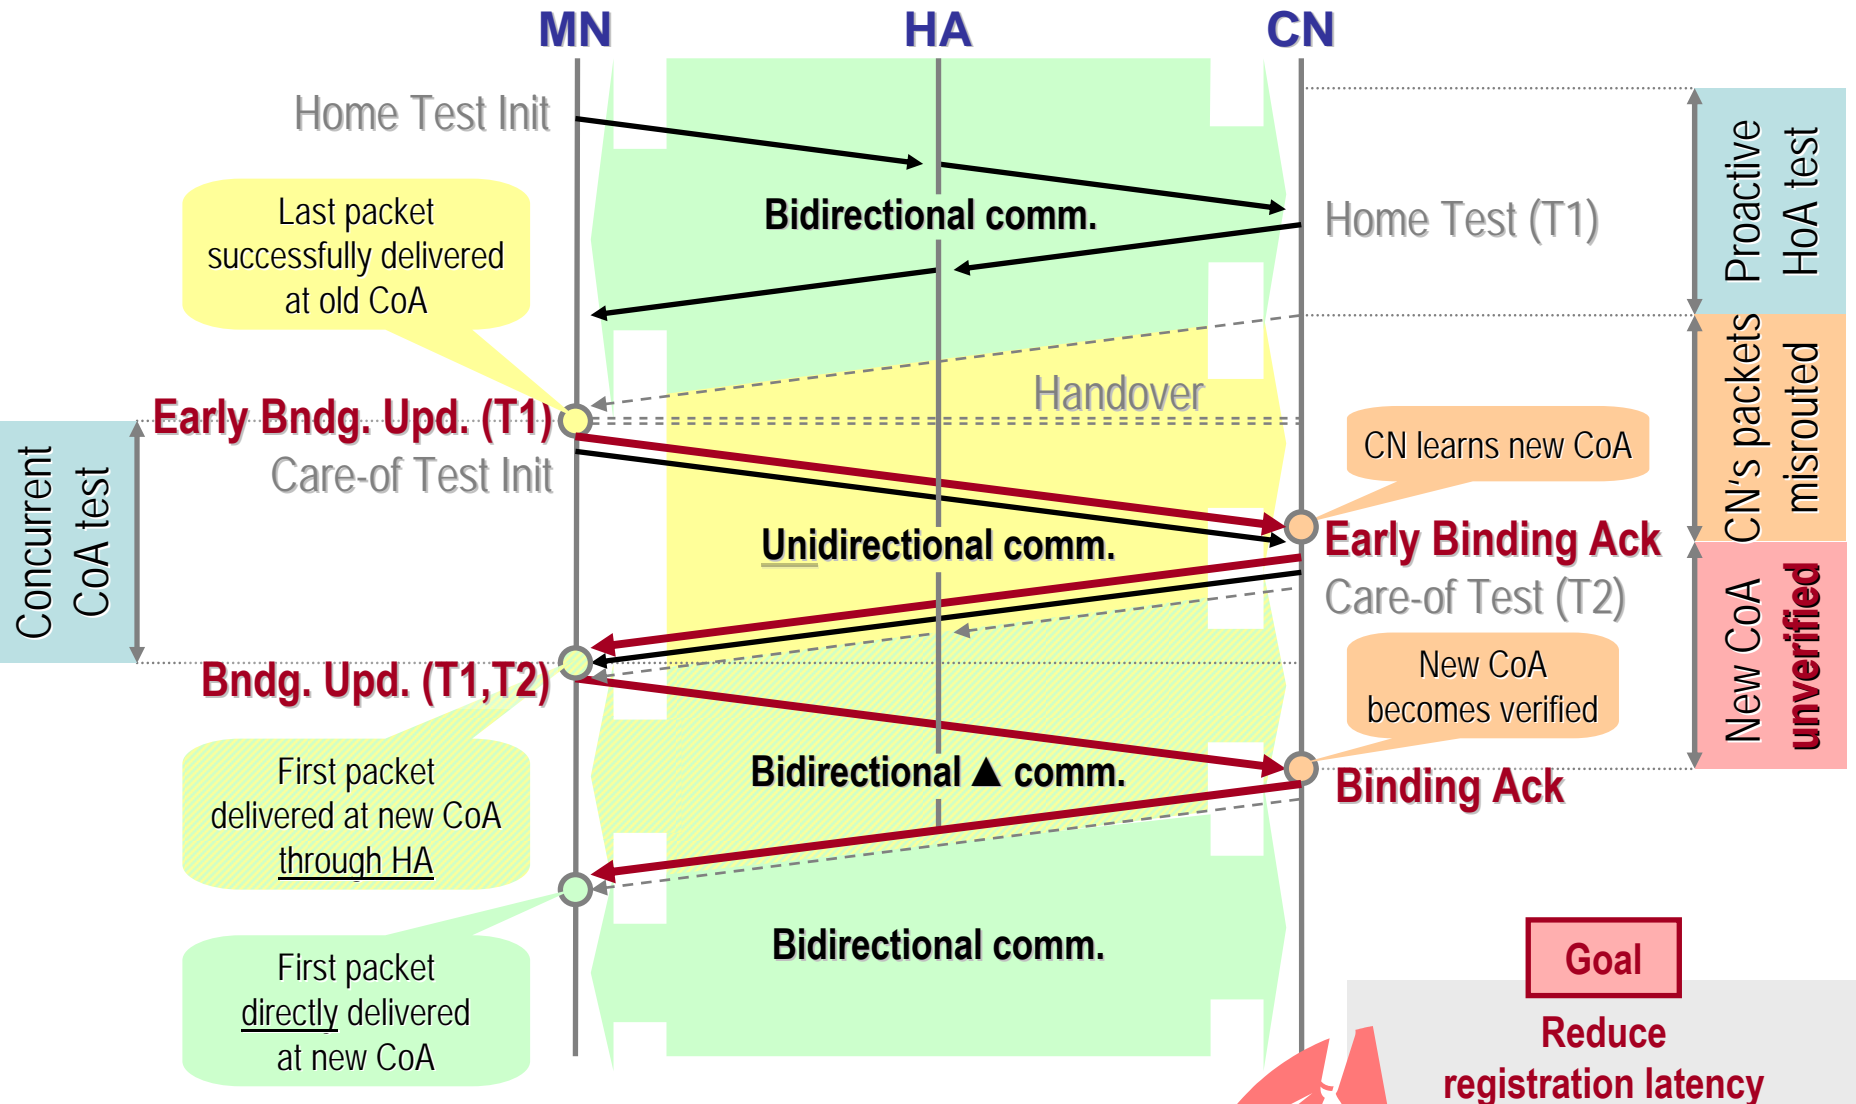 MN
HA
CN
Home Test Init
Bidirectional comm.
Home Test (T1)
Proactive
HoA test
Last packet
successfully delivered
at old CoA
Handover
Early Bndg. Upd. (T1)
Care-of Test Init
CN learns new CoA
CN's packets
misrouted
Concurrent
CoA test
Unidirectional comm.
Early Binding Ack
Care-of Test (T2)
New CoA
unverified
Bndg. Upd. (T1,T2)
New CoA
becomes verified
First packet
delivered at new CoA
through HA
Bidirectional ▲ comm.
Binding Ack
Bidirectional comm.
First packet
directly delivered
at new CoA
Goal
Reduce
registration latency